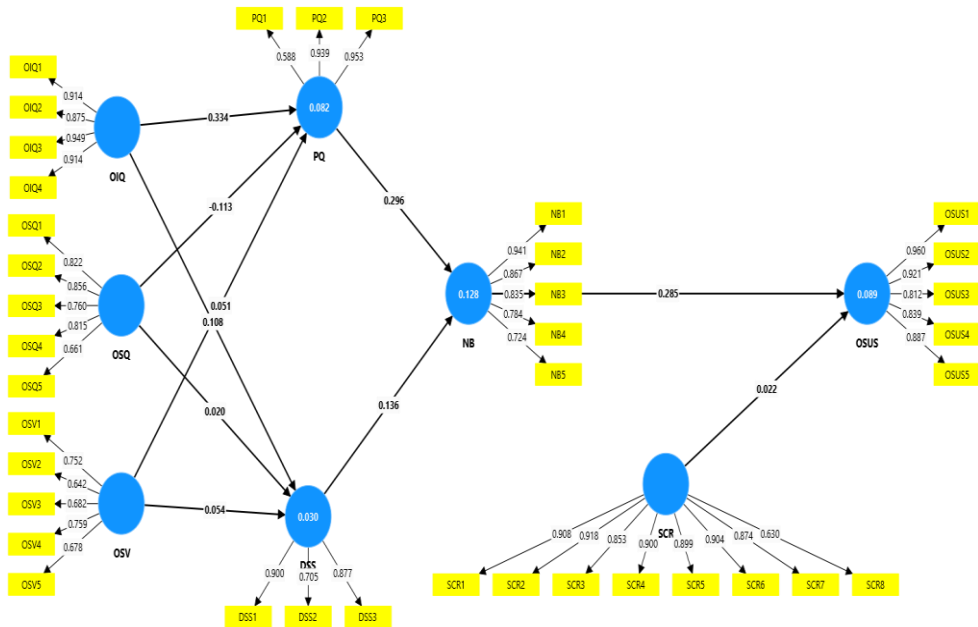 PQ1
PQ2
PQ3
0.588
0.939
0.953
OIQ1
OIQ2
OIQ3
OIQ4
0.914
0.875
0.949
0.914
OIQ
0.334
0.082
PQ
-0.113
0.296
OSQ1
OSQ2
OSQ3
OSQ4
OSQ5
0.822
0.856
0.760
0.815
0.661
OSQ
0.051
0.108
0.020
NB1
NB2
NB3
NB4
NB5
0.941
0.867
0.835
0.784
0.724
0.128
NB
0.285
OSUS1
OSUS2
OSUS3
OSUS4
OSUS5
0.960
0.921
0.812
0.839
0.887
0.089
OSUS
0.136
0.022
OSV1
OSV2
OSV3
OSV4
OSV5
0.752
0.642
0.682
0.759
0.678
OSV
0.054
0.030
DSS
0.900
0.705
0.877
DSS1
DSS2
DSS3
SCR
0.908
0.918
0.853
0.900
0.899
0.904
0.874
0.630
SCR1
SCR2
SCR3
SCR4
SCR5
SCR6
SCR7
SCR8